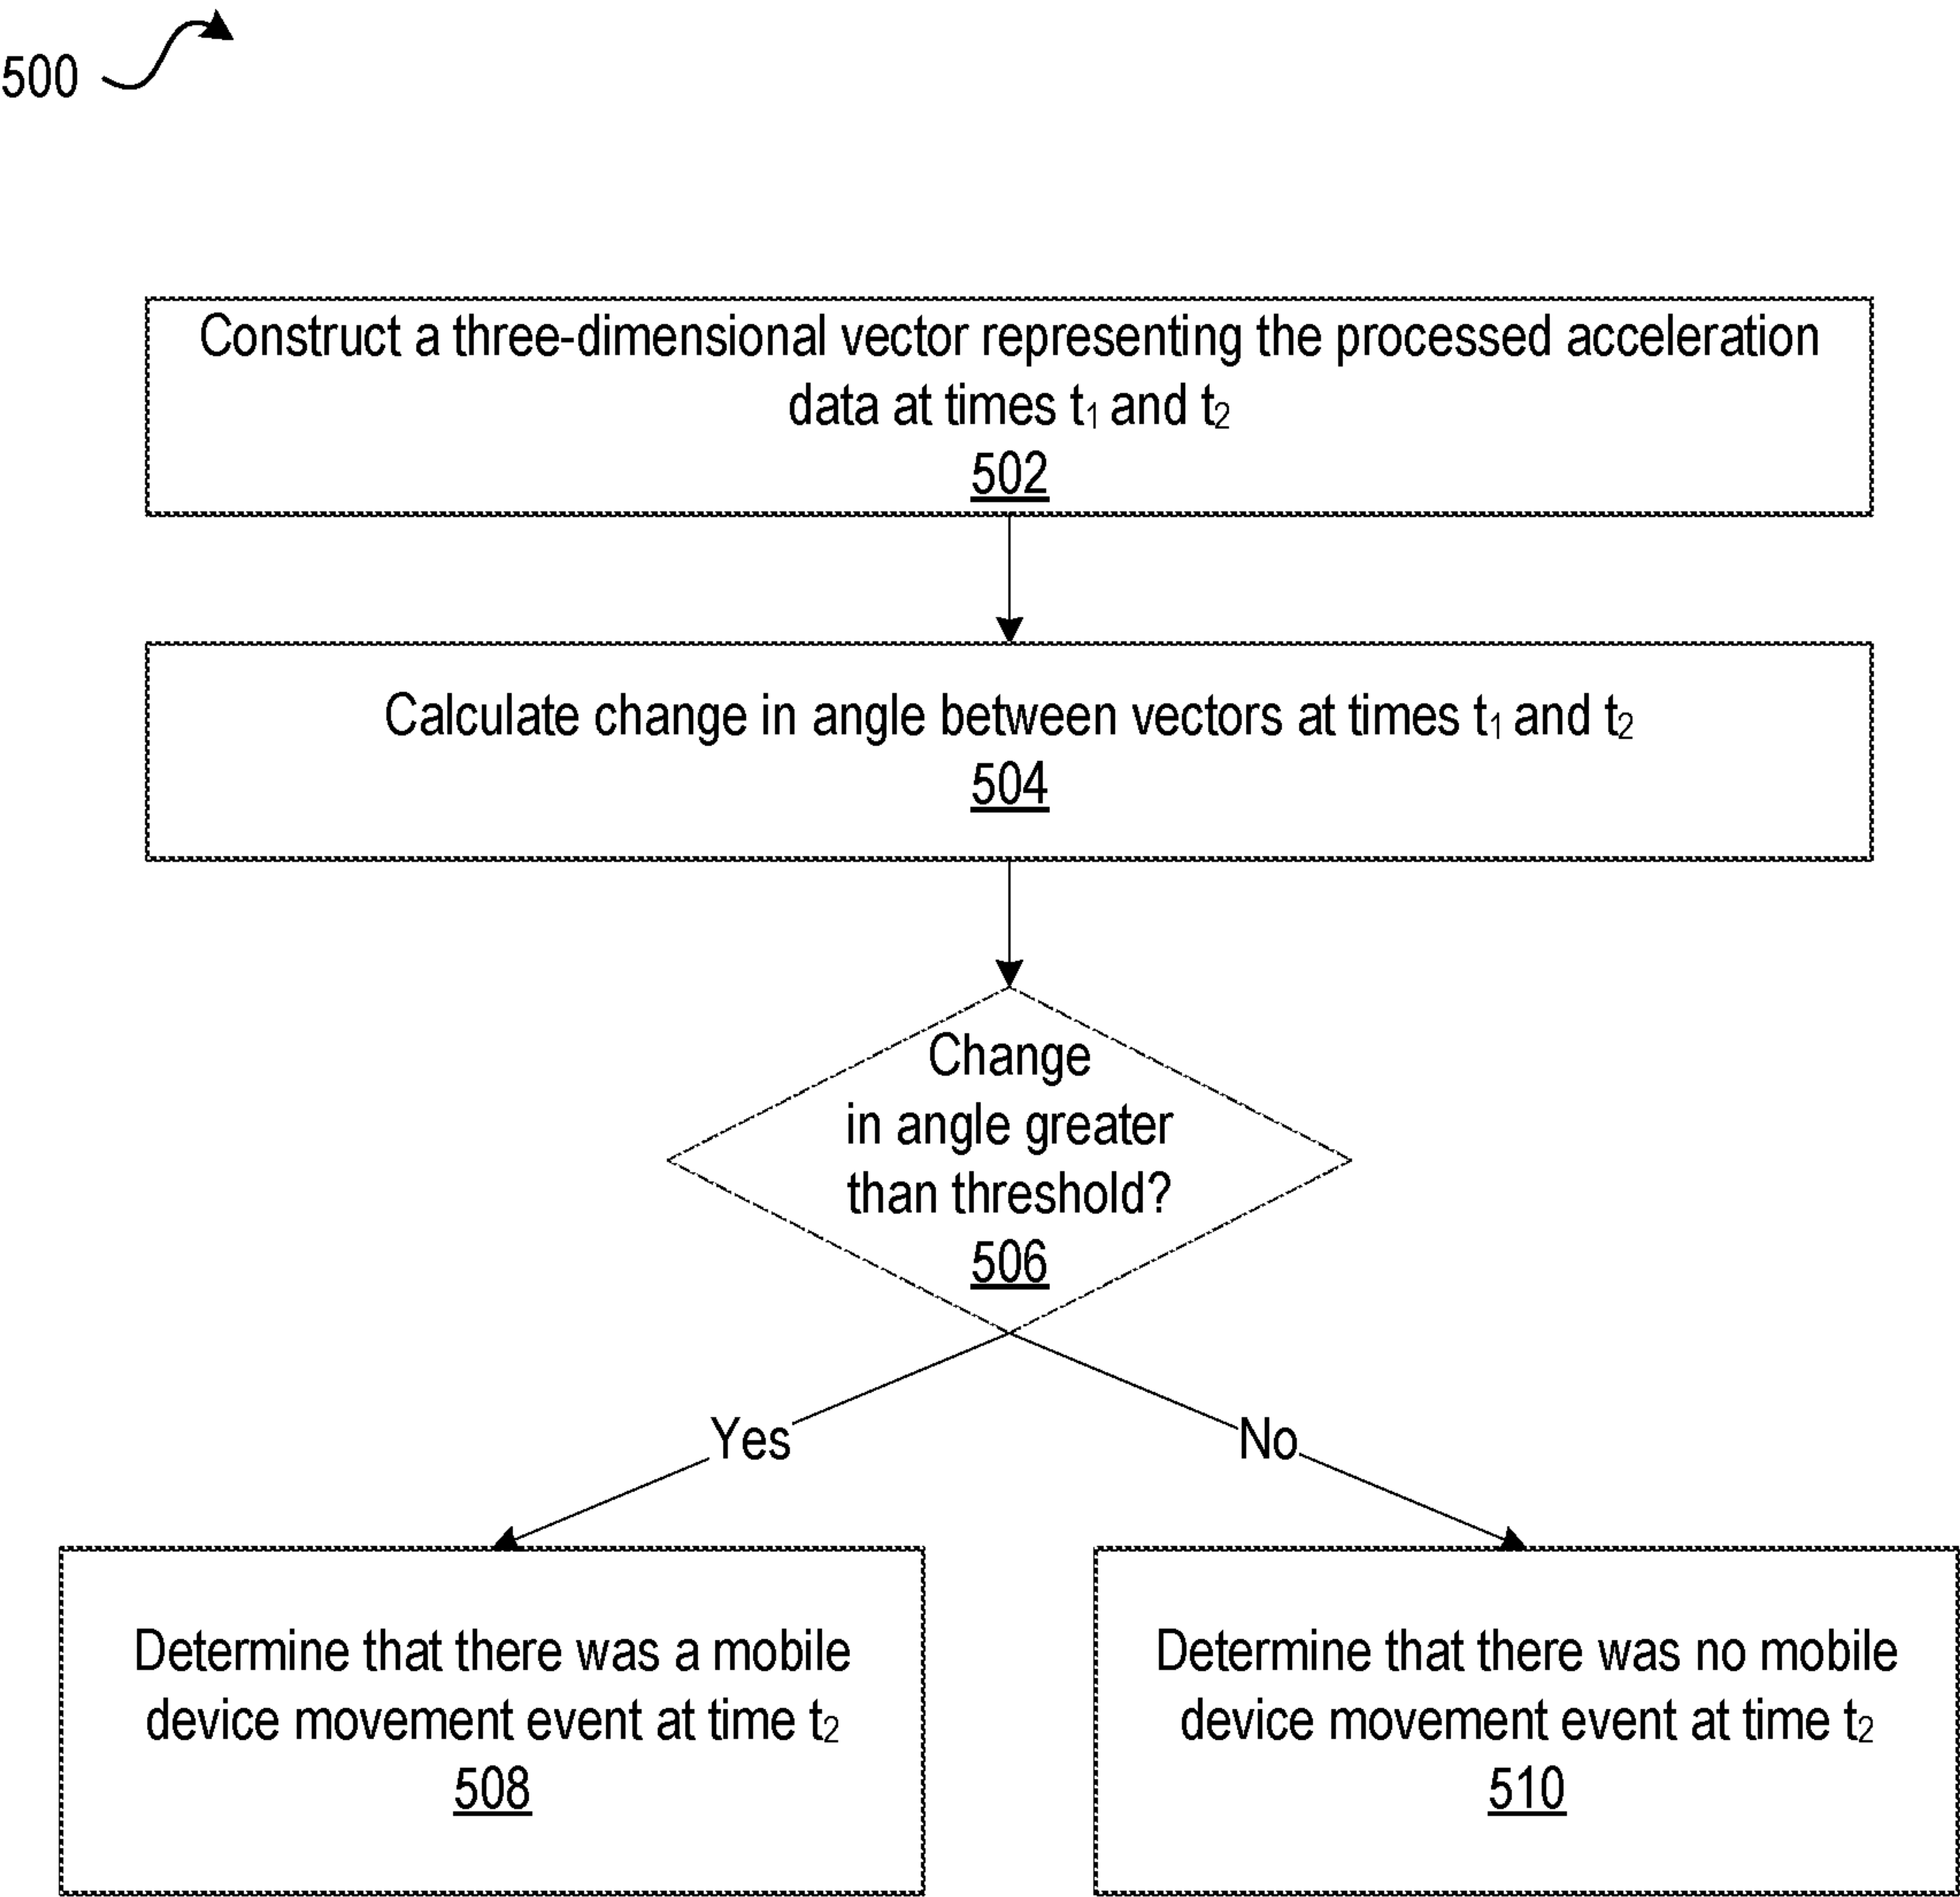 500
Construct a three-dimensional vector representing the processed acceleration
data at times t₁ and t₂
502
Calculate change in angle between vectors at times t₁ and t₂
504
Change
in angle greater
than threshold?
506
Yes
No
Determine that there was a mobile
device movement event at time t₂
508
Determine that there was no mobile
device movement event at time t₂
510